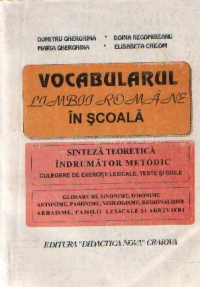 DUMITRU GHERGHINA • DOINA NEGOMIREANU
MARIA GHERGHINA • ELISABETA CHILOM
VOCABULARUL
LIMBII ROMÂNE
ÎN ȘCOALĂ
SINTEZĂ TEORETICĂ
ÎNDRUMĂTOR METODIC
CULEGERE DE EXERCIȚII LEXICALE, TESTE ȘI GRILE
GLOSARE DE SINONIME, OMONIME
ANTONIME, PARONIME, NEOLOGISME, REGIONALISME
ARHAISME, FAMILII LEXICALE ȘI ABREVIERI
EDITURA "DIDACTICA NOVA" CRAIOVA